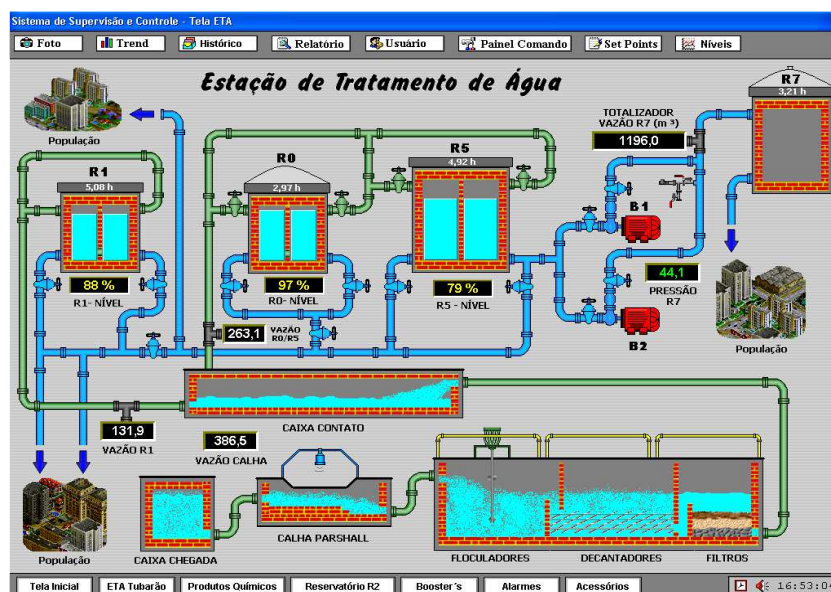 Sistema de Supervisão e Controle - Tela ETA
Foto
Trend
Histórico
Relatório
Usuário
Painel Comando
Set Points
Níveis
Estação de Tratamento de Água
População
R1
5,08 h
88 %
R1- NÍVEL
R0
2,97 h
97 %
R0- NÍVEL
R5
4,92 h
79 %
R5 - NÍVEL
TOTALIZADOR
VAZÃO R7 (m ³)
1196,0
R7
3,21 h
B1
B2
44,1
PRESSÃO
R7
População
263,1
VAZÃO
R0/R5
CAIXA CONTATO
131,9
VAZÃO R1
386,5
VAZÃO CALHA
População
CAIXA CHEGADA
CALHA PARSHALL
FLOCULADORES
DECANTADORES
FILTROS
Tela Inicial
ETA Tubarão
Produtos Químicos
Reservatório R2
Booster´s
Alarmes
Acessórios
16:53:04